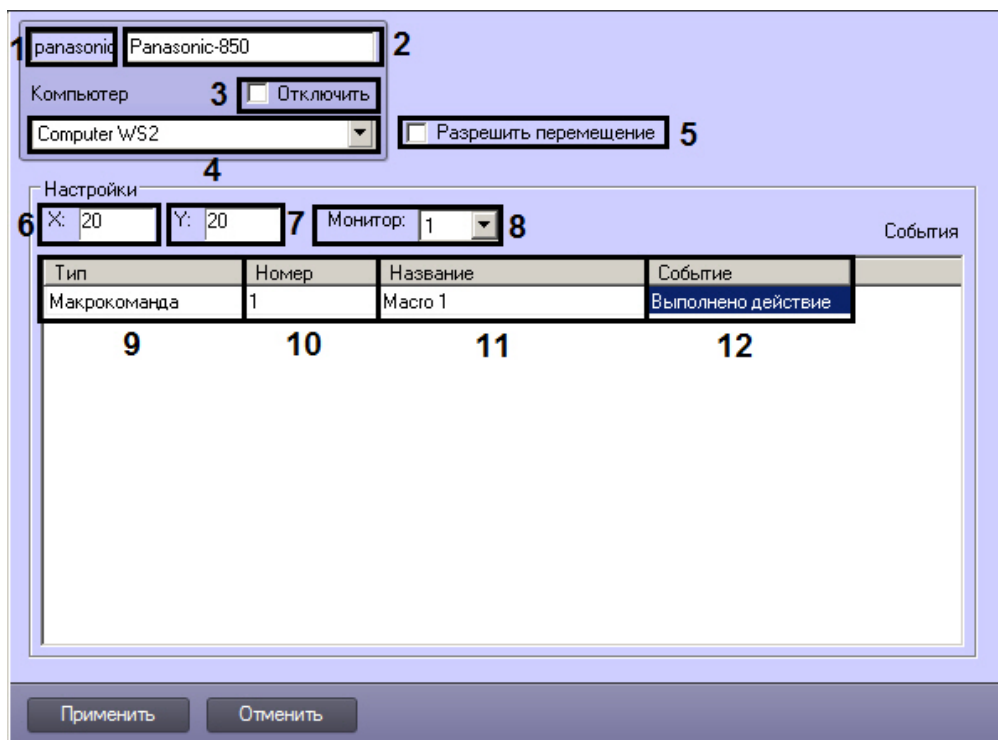 1 panasonic Panasonic-850 2
Компьютер 3 Отключить
Computer WS2 Разрешить перемещение 5
4
Настройки
6 X: 20 Y: 20 7 Монитор: 1 8 События
Тип Номер Название Событие
Макрокоманда 1 Macro 1 Выполнено действие
9 10 11 12
Применить Отменить